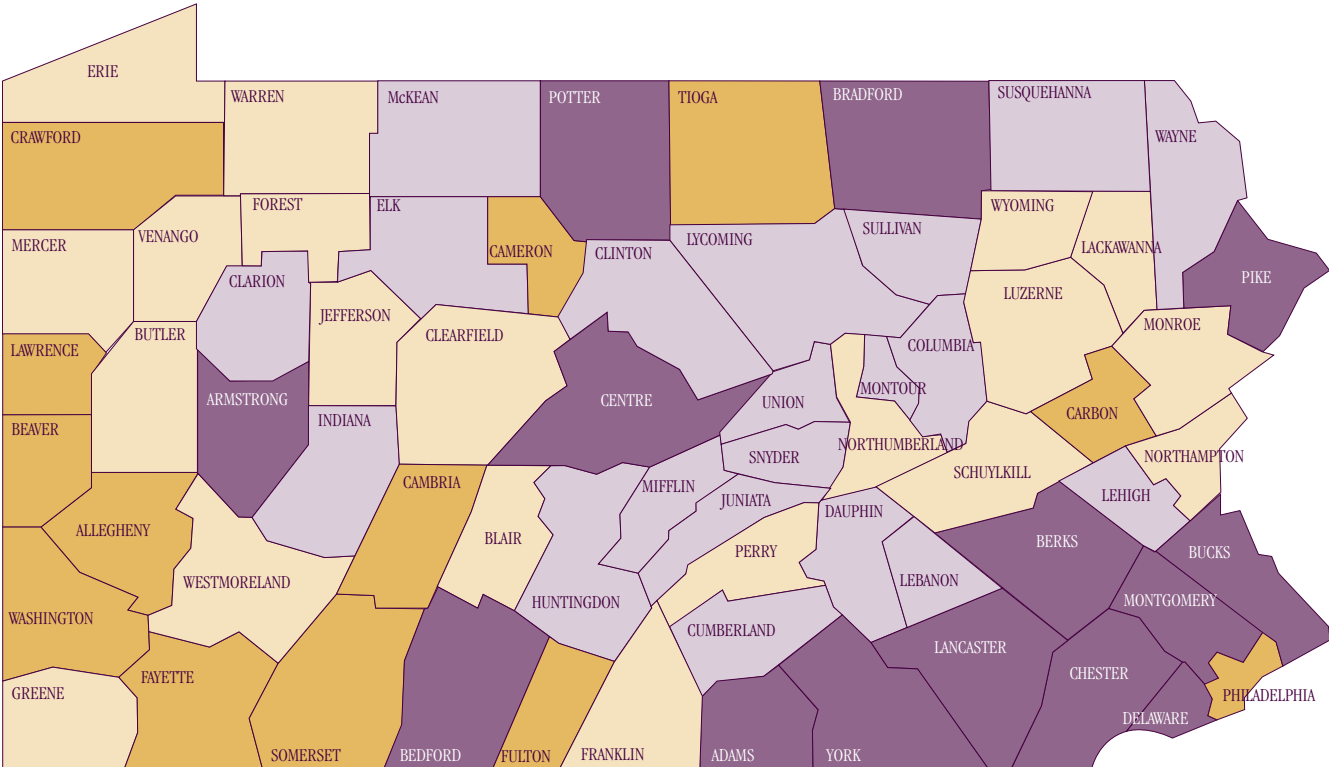 ERIE
WARREN
McKEAN
POTTER
TIOGA
BRADFORD
SUSQUEHANNA
WAYNE
CRAWFORD
FOREST
ELK
WYOMING
MERCER
VENANGO
CAMERON
CLINTON
LYCOMING
SULLIVAN
LACKAWANNA
CLARION
PIKE
LUZERNE
JEFFERSON
CLEARFIELD
MONROE
BUTLER
LAWRENCE
COLUMBIA
MONTOUR
ARMSTRONG
CENTRE
UNION
CARBON
INDIANA
BEAVER
NORTHUMBERLAND
SNYDER
NORTHAMPTON
SCHUYLKILL
CAMBRIA
MIFFLIN
LEHIGH
JUNIATA
DAUPHIN
ALLEGHENY
BLAIR
PERRY
BERKS
BUCKS
WESTMORELAND
LEBANON
HUNTINGDON
MONTGOMERY
WASHINGTON
CUMBERLAND
LANCASTER
CHESTER
FAYETTE
GREENE
PHILADELPHIA
DELAWARE
SOMERSET
BEDFORD
FULTON
FRANKLIN
ADAMS
YORK